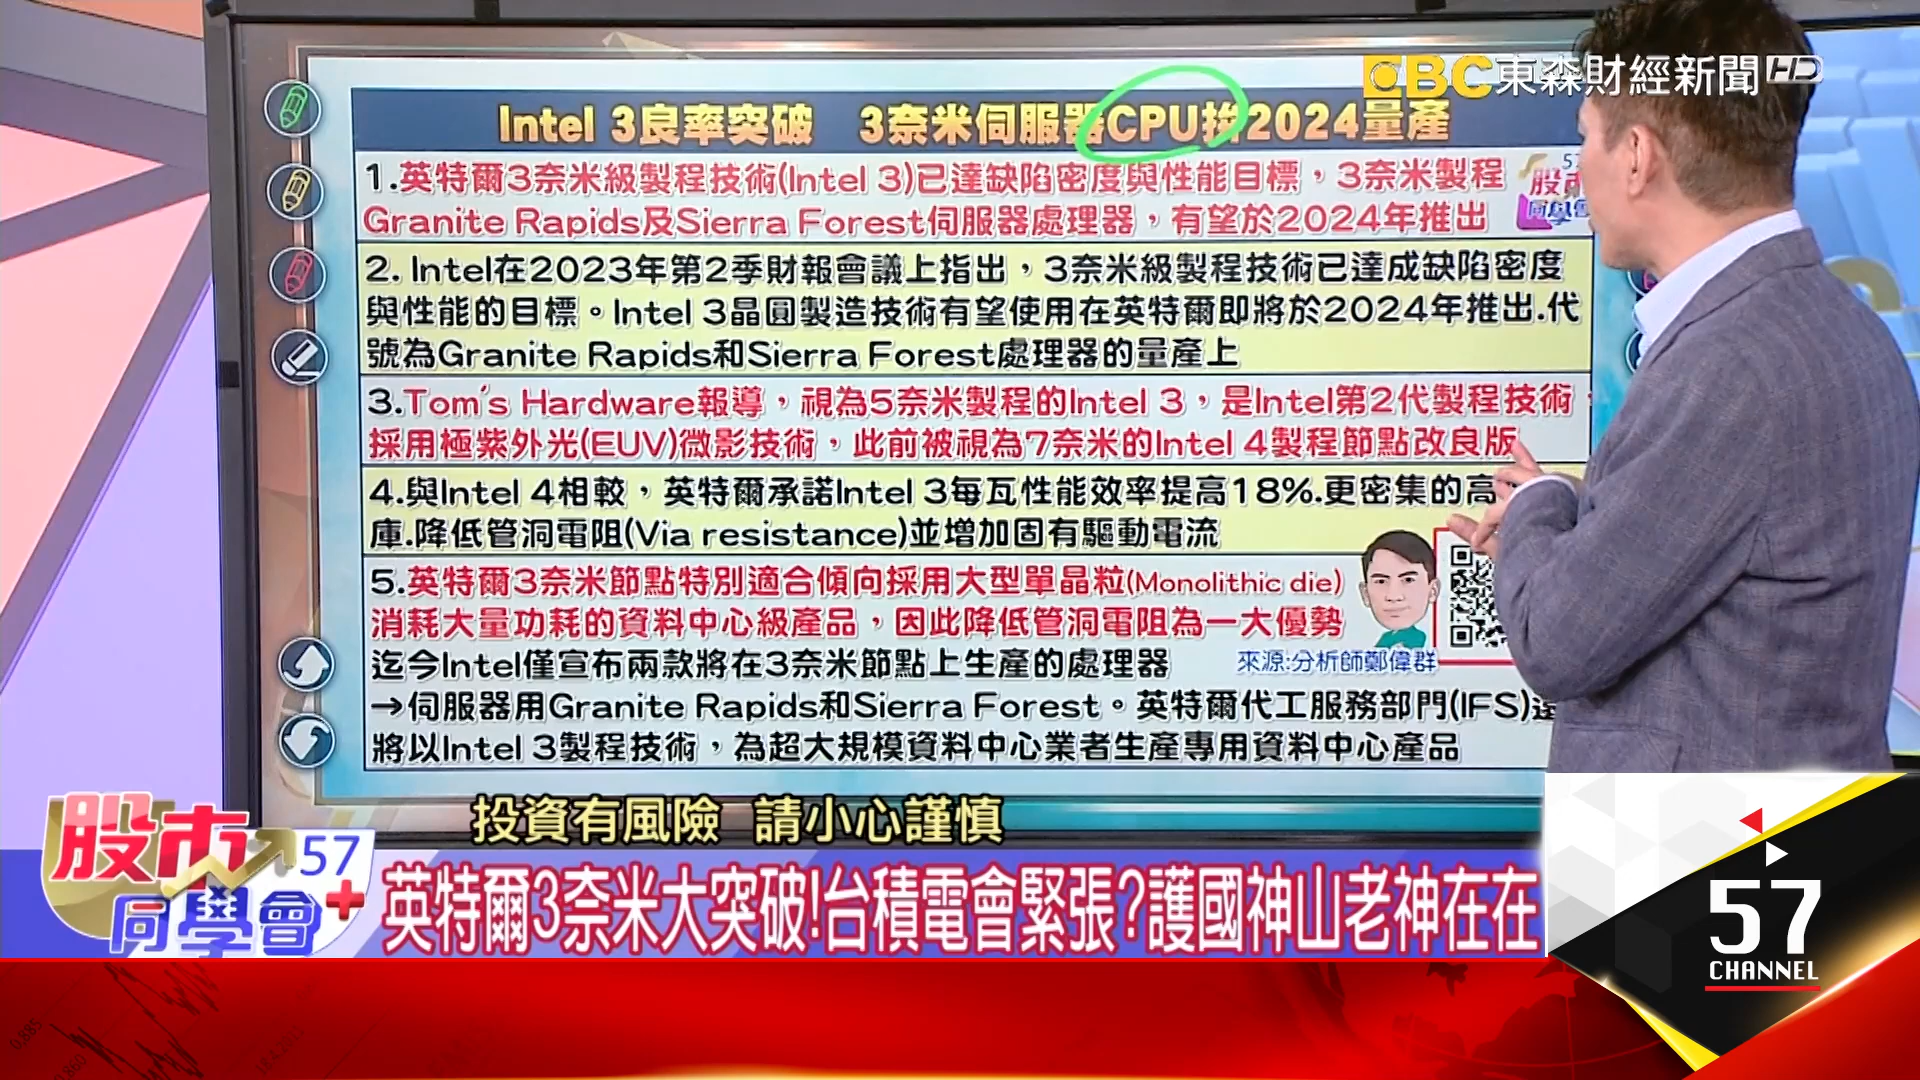 EBC 東森財經新聞 HD
Intel 3良率突破 3奈米伺服器CPU拚2024量產
1.英特爾3奈米級製程技術(Intel 3)已達缺陷密度與性能目標，3奈米製程
Granite Rapids及Sierra Forest伺服器處理器，有望於2024年推出
57
股市
同學會
2. Intel在2023年第2季財報會議上指出，3奈米級製程技術已達成缺陷密度
與性能的目標。Intel 3晶圓製造技術有望使用在英特爾即將於2024年推出.代
號為Granite Rapids和Sierra Forest處理器的量產上
3.Tom's Hardware報導，視為5奈米製程的Intel 3，是Intel第2代製程技術，
採用極紫外光(EUV)微影技術，此前被視為7奈米的Intel 4製程節點改良版
4.與Intel 4相較，英特爾承諾Intel 3每瓦性能效率提高18%.更密集的高
庫.降低管洞電阻(Via resistance)並增加固有驅動電流
5.英特爾3奈米節點特別適合傾向採用大型單晶粒(Monolithic die)
消耗大量功耗的資料中心級產品，因此降低管洞電阻為一大優勢
迄今Intel僅宣布兩款將在3奈米節點上生產的處理器
來源:分析師鄭偉群
→伺服器用Granite Rapids和Sierra Forest。英特爾代工服務部門(IFS)還
將以Intel 3製程技術，為超大規模資料中心業者生產專用資料中心產品
投資有風險 請小心謹慎
股市 57
同學會+
英特爾3奈米大突破!台積電會緊張?護國神山老神在在
57
CHANNEL
0.885
0.860